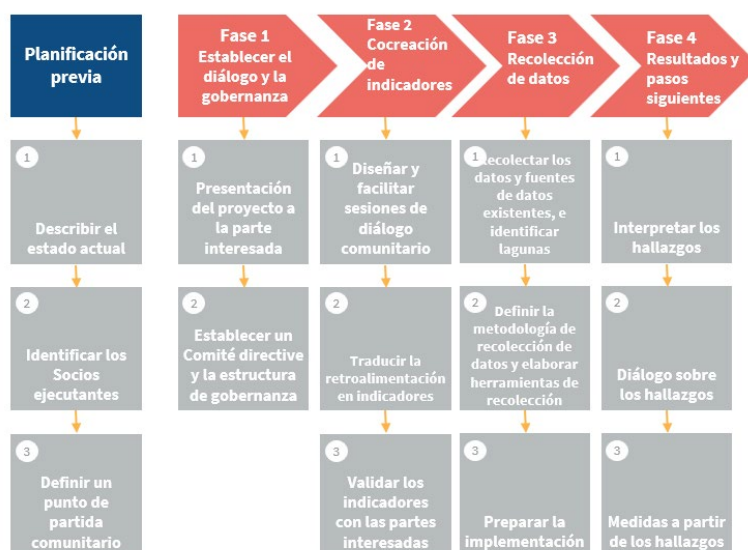 Planificación
previa
1
Describir el
estado actual
2
Identificar los
Socios
ejecutantes
3
Definir un
punto de
partida
comunitario
Fase 1
Establecer el
diálogo y la
gobernanza
1
Presentación
del proyecto a
la parte
interesada
2
Establecer un
Comité directive
y la estructura
de gobernanza
Fase 2
Cocreación
de
indicadores
1
Diseñar y
facilitar
sesiones de
diálogo
comunitario
2
Traducir la
retroalimentación
en indicadores
3
Validar los
indicadores
con las partes
interesadas
Fase 3
Recolección
de datos
1
Recolectar los
datos y fuentes
de datos
existentes, e
identificar
lagunas
2
Definir la
metodología de
recolección de
datos y elaborar
herramientas de
recolección
3
Preparar la
implementación
Fase 4
Resultados y
pasos
siguientes
1
Interpretar los
hallazgos
2
Diálogo sobre
los hallazgos
3
Medidas a partir
de los hallazgos